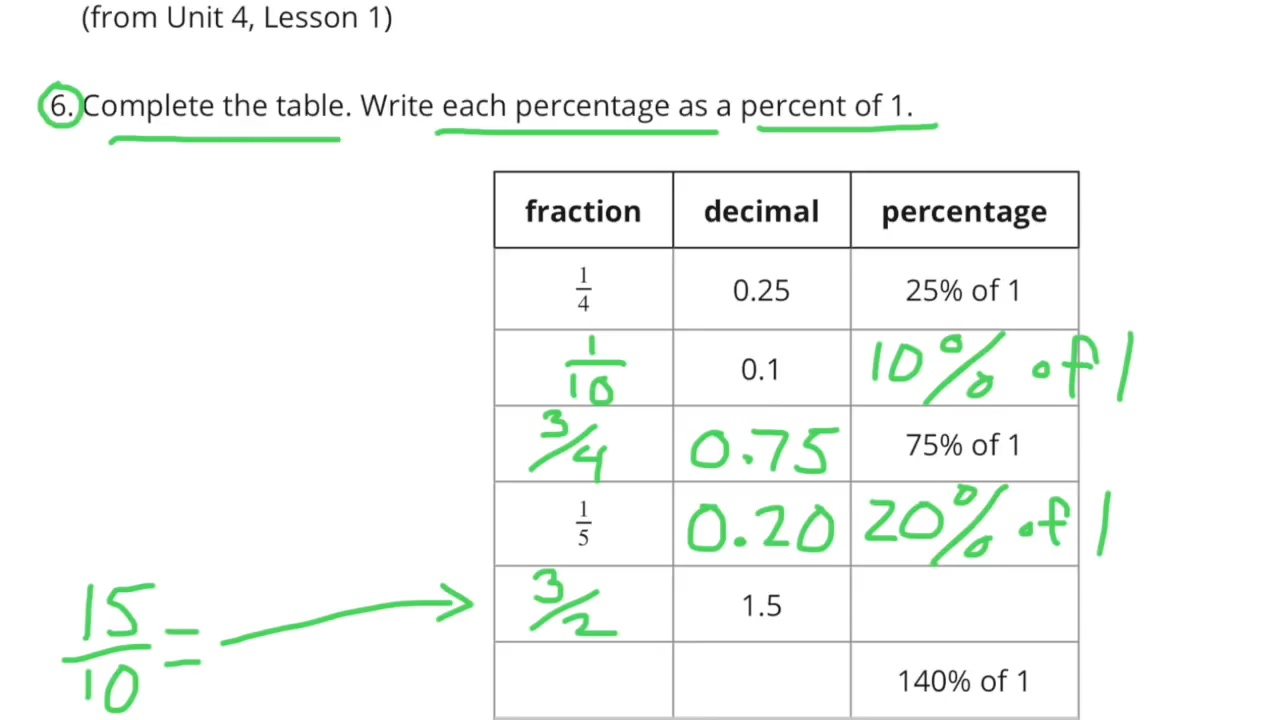 (from Unit 4, Lesson 1)
6. Complete the table. Write each percentage as a percent of 1.
fraction decimal percentage
1/4 0.25 25% of 1
1/10 0.1 10% of 1
3/4 0.75 75% of 1
1/5 0.20 20% of 1
15/10 = 3/2 1.5
140% of 1